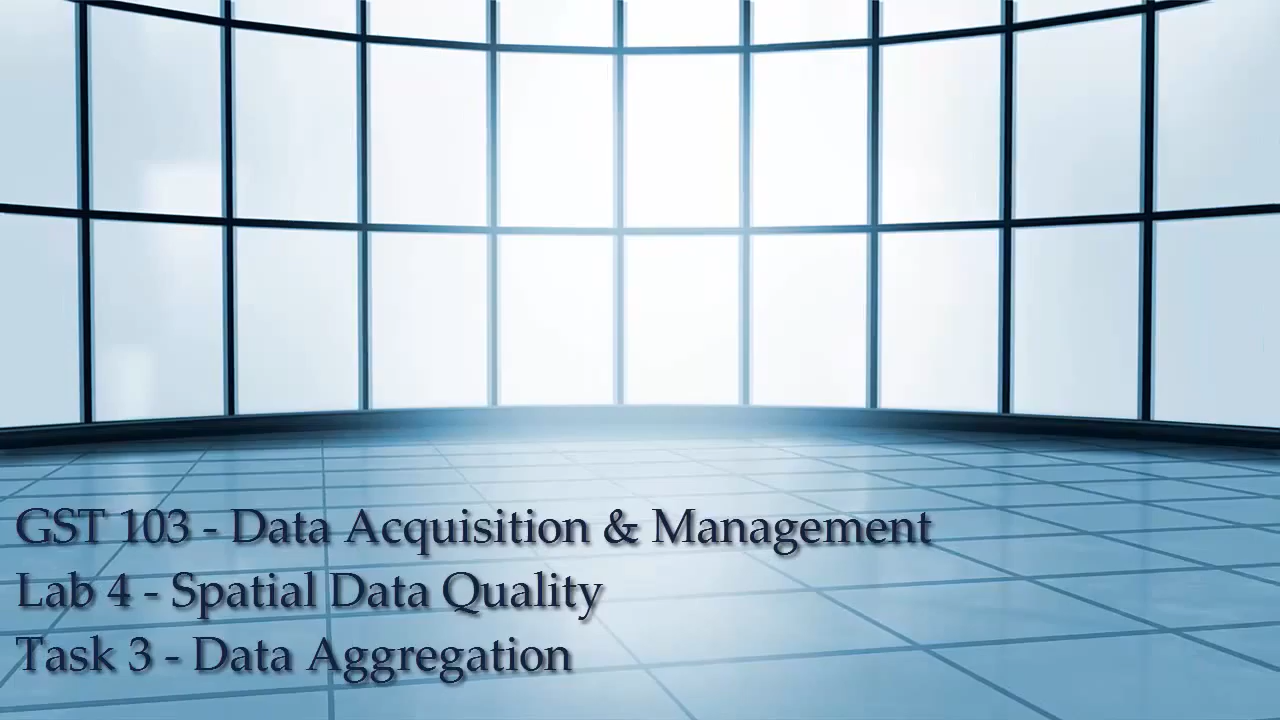 GST 103 - Data Acquisition & Management
Lab 4 - Spatial Data Quality
Task 3 - Data Aggregation